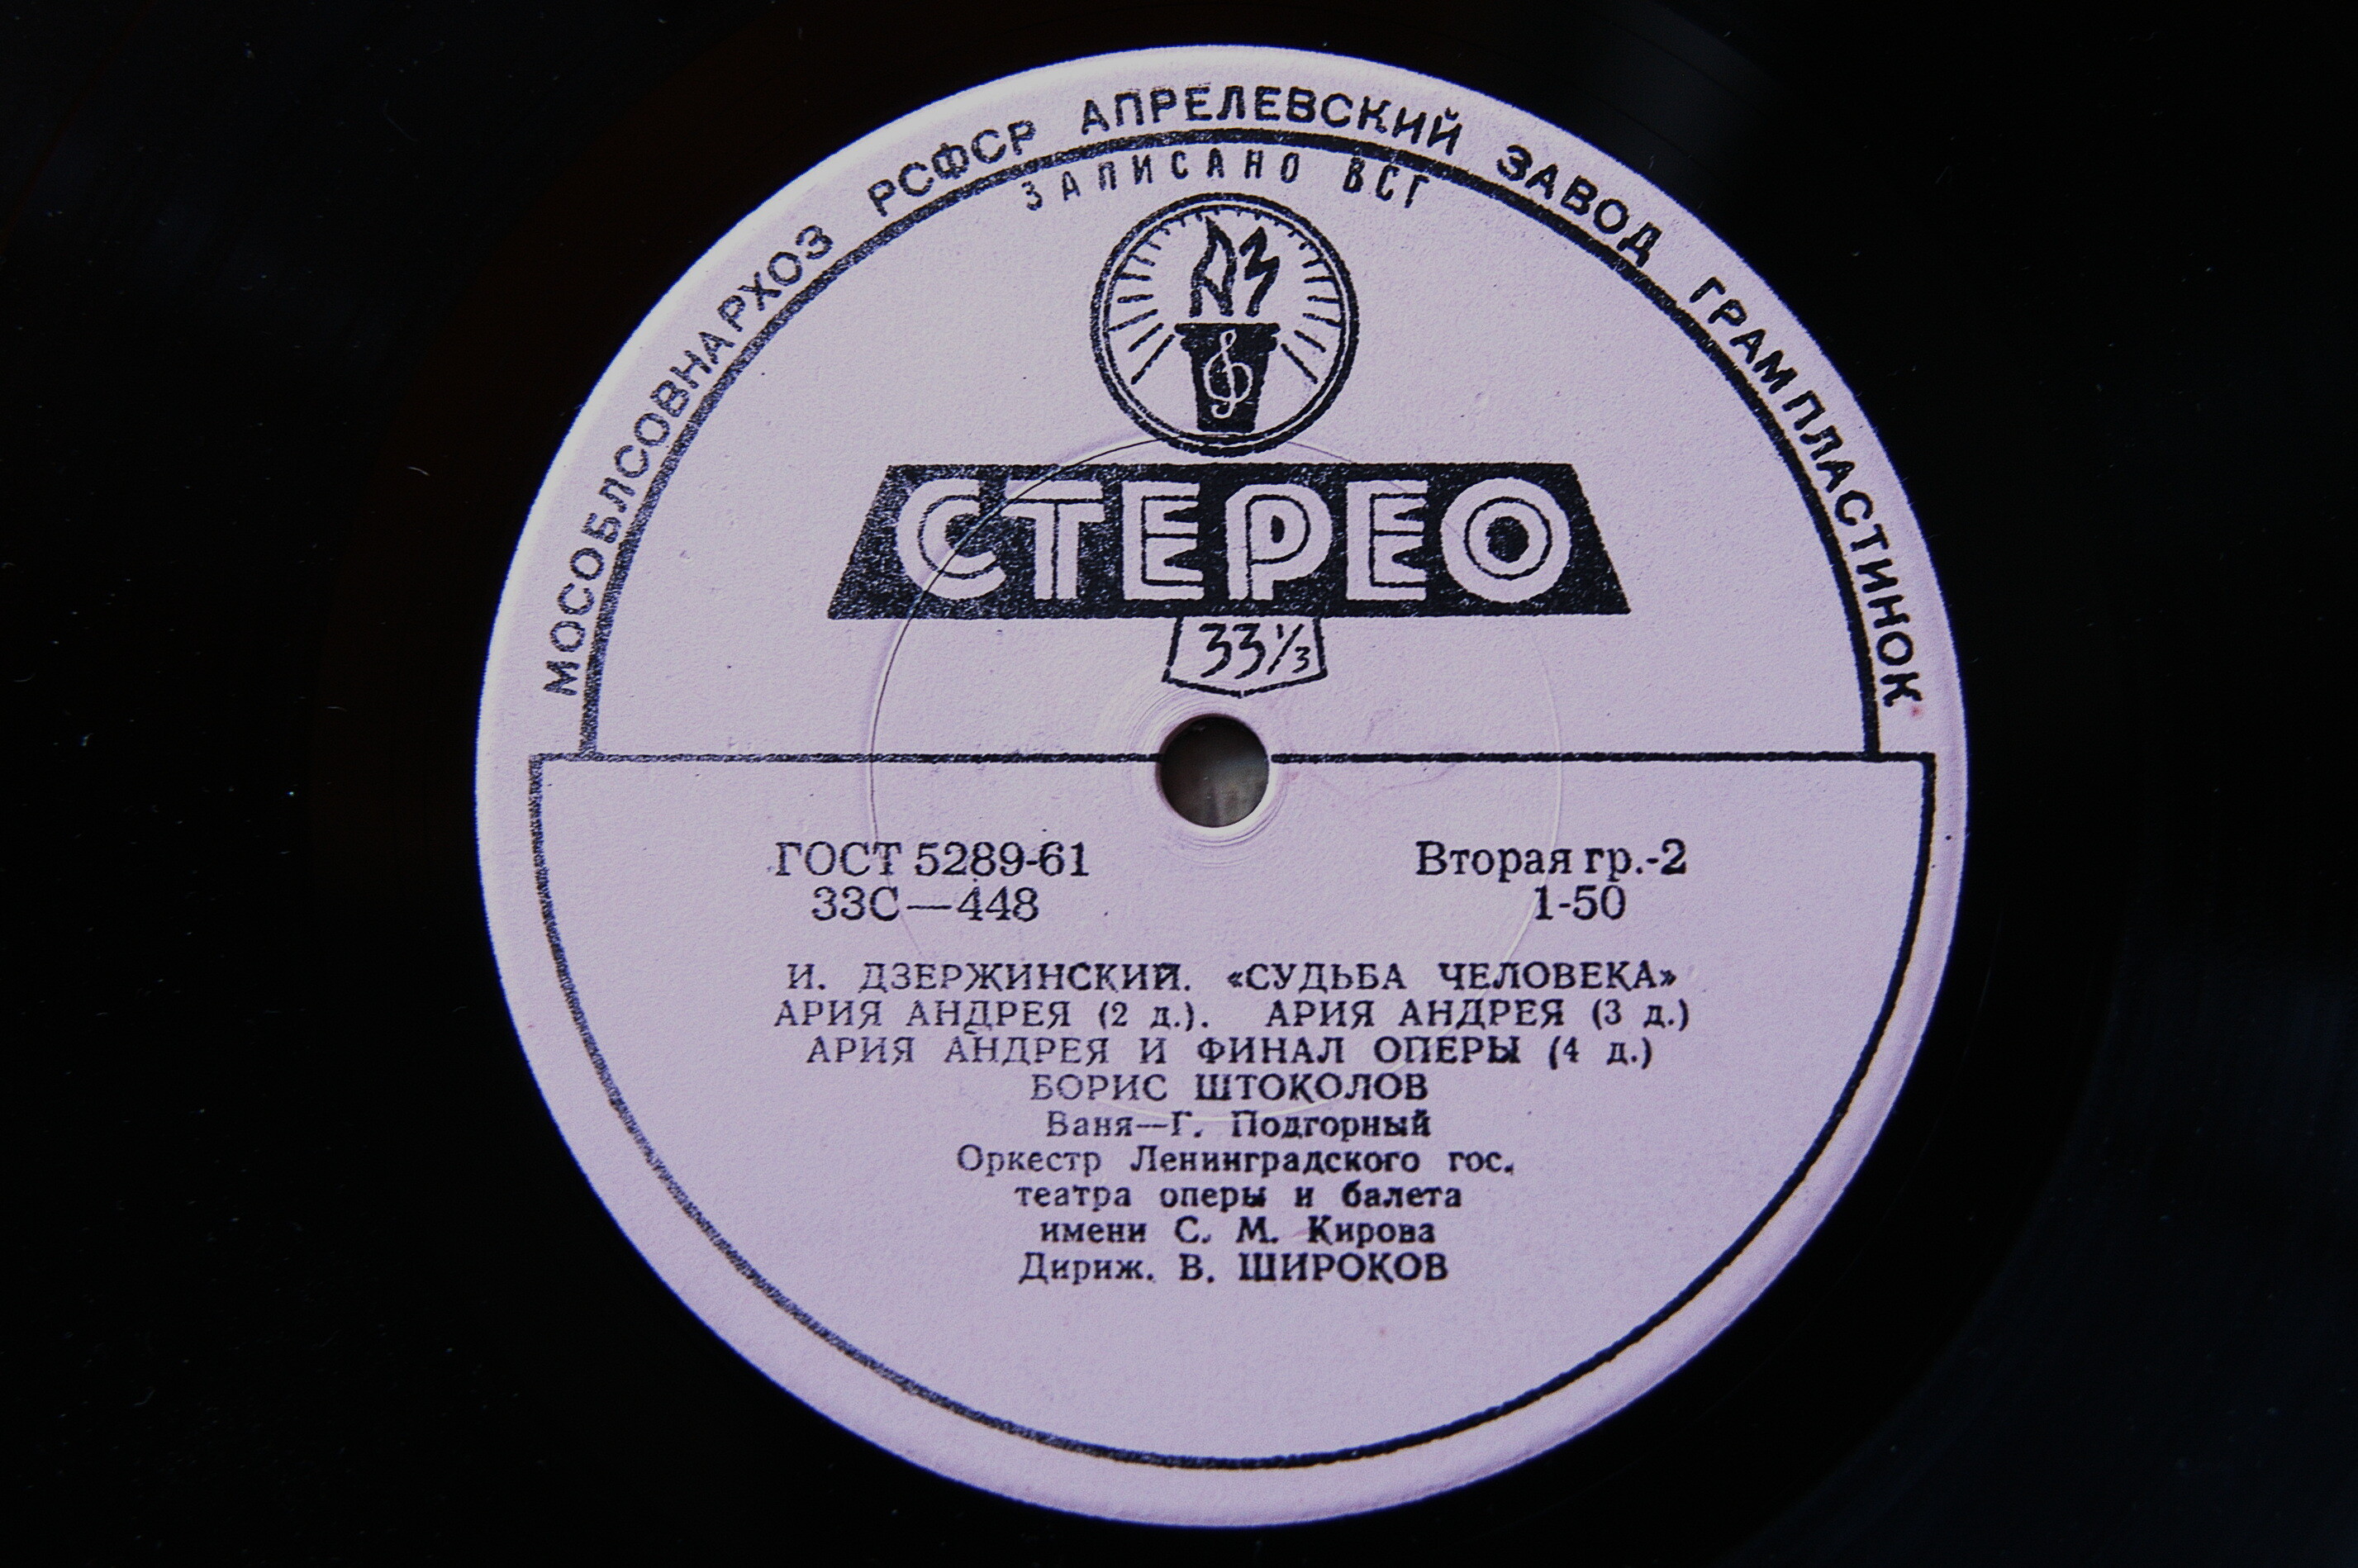 МОСОБЛСОВНАРХОЗ РСФСР АПРЕЛЕВСКИЙ ЗАВОД ГРАМПЛАСТИНОК
ЗАПИСАНО ВСГ
СТЕРЕО
33 1/3
ГОСТ 5289-61 Вторая гр.-2
33С—448 1-50
И. ДЗЕРЖИНСКИЙ. «СУДЬБА ЧЕЛОВЕКА»
АРИЯ АНДРЕЯ (2 д.). АРИЯ АНДРЕЯ (3 д.)
АРИЯ АНДРЕЯ И ФИНАЛ ОПЕРЫ (4 д.)
БОРИС ШТОКОЛОВ
Ваня—Г. Подгорный
Оркестр Ленинградского гос.
театра оперы и балета
имени С. М. Кирова
Дириж. В. ШИРОКОВ